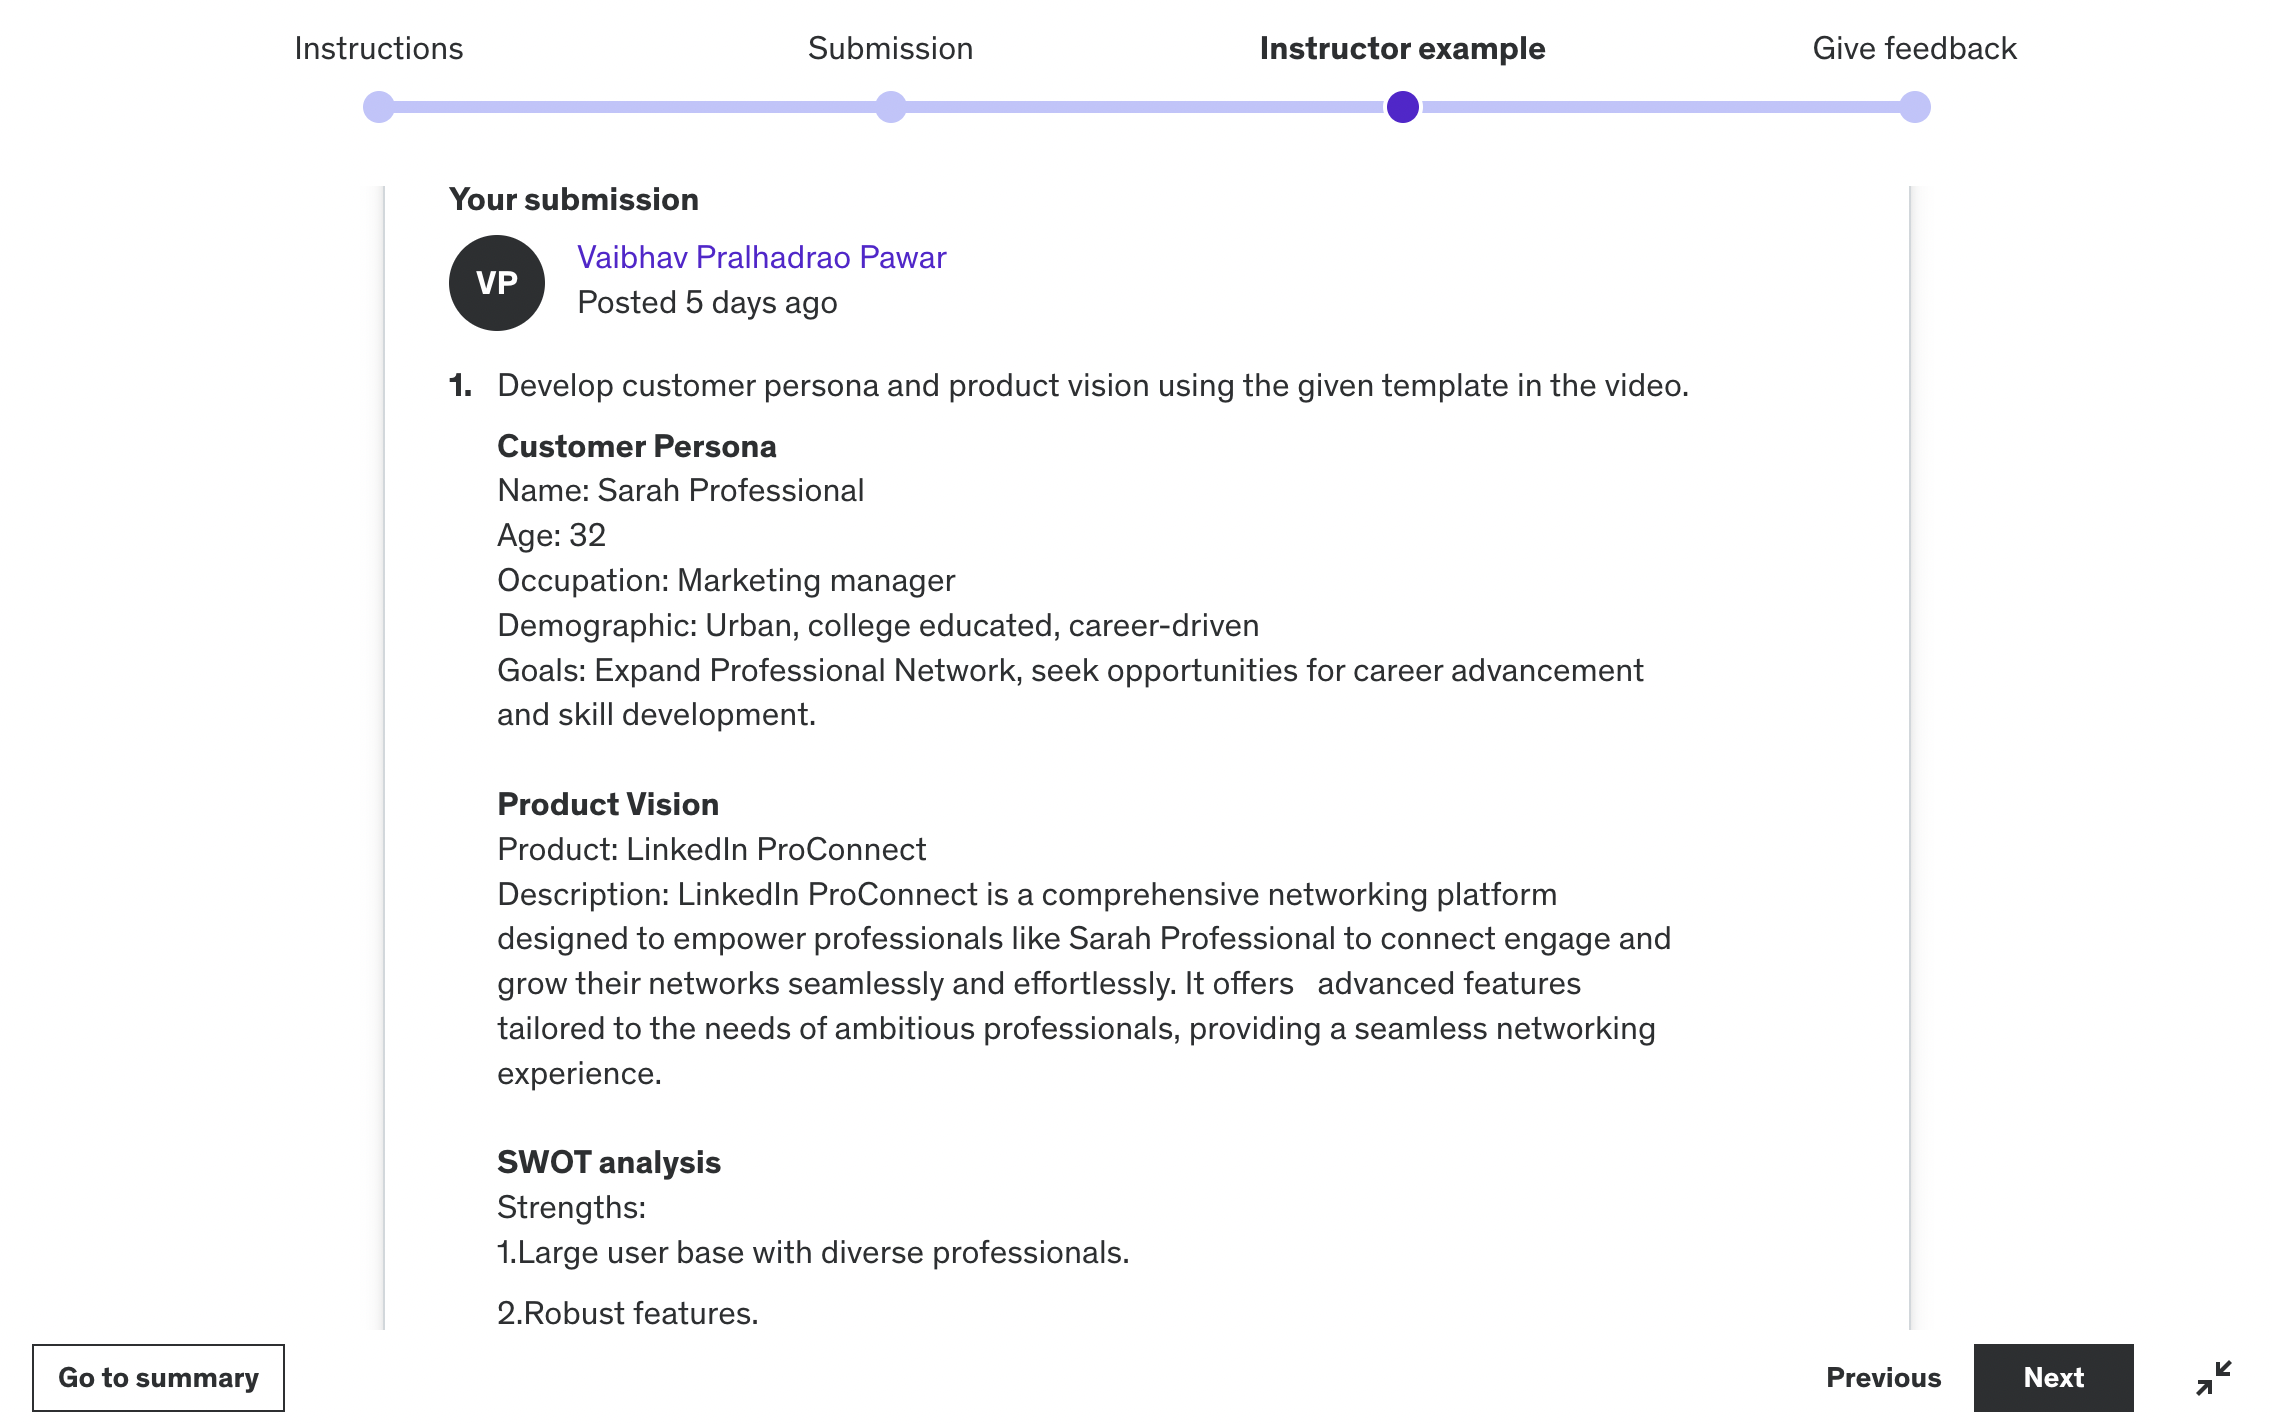 Instructions
Submission
Instructor example
Give feedback
Your submission
VP
Vaibhav Pralhadrao Pawar
Posted 5 days ago
1. Develop customer persona and product vision using the given template in the video.
Customer Persona
Name: Sarah Professional
Age: 32
Occupation: Marketing manager
Demographic: Urban, college educated, career-driven
Goals: Expand Professional Network, seek opportunities for career advancement
and skill development.
Product Vision
Product: LinkedIn ProConnect
Description: LinkedIn ProConnect is a comprehensive networking platform
designed to empower professionals like Sarah Professional to connect engage and
grow their networks seamlessly and effortlessly. It offers   advanced features
tailored to the needs of ambitious professionals, providing a seamless networking
experience.
SWOT analysis
Strengths:
1.Large user base with diverse professionals.
2.Robust features.
Go to summary
Previous
Next